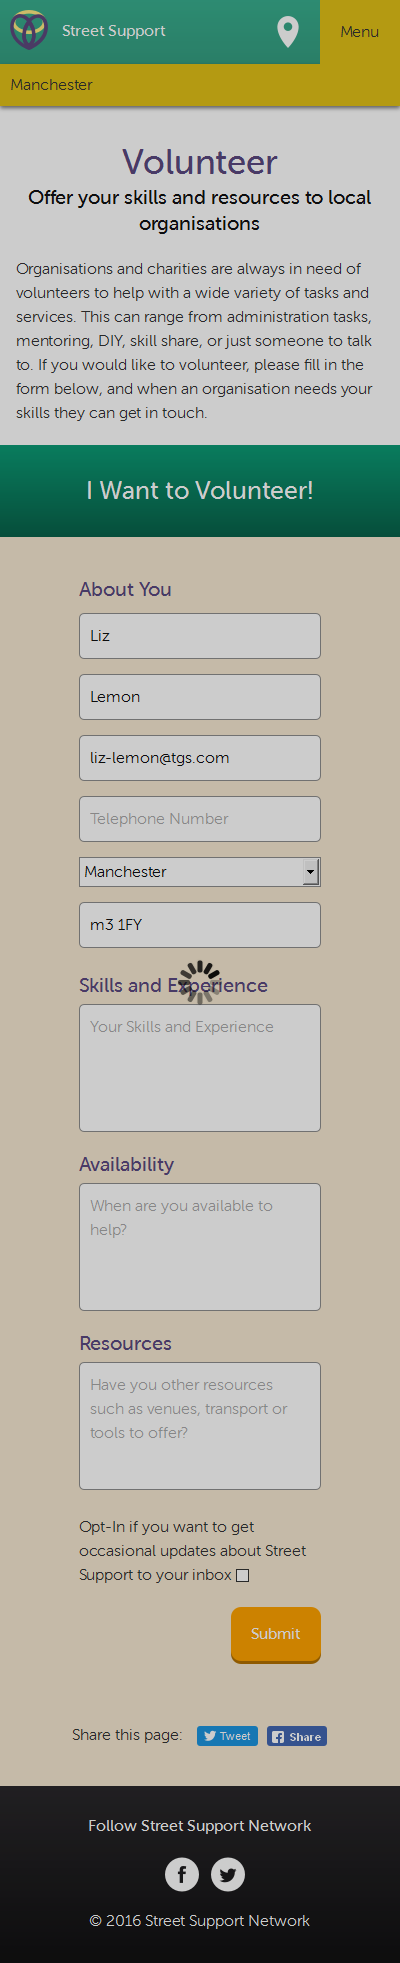 Street Support
Menu
Manchester
Volunteer
Offer your skills and resources to local
organisations
Organisations and charities are always in need of
volunteers to help with a wide variety of tasks and
services. This can range from administration tasks,
mentoring, DIY, skill share, or just someone to talk
to. If you would like to volunteer, please fill in the
form below, and when an organisation needs your
skills they can get in touch.
I Want to Volunteer!
About You
Liz
Lemon
liz-lemon@tgs.com
Telephone Number
Manchester
m3 1FY
Skills and Experience
Your Skills and Experience
Availability
When are you available to
help?
Resources
Have you other resources
such as venues, transport or
tools to offer?
Opt-In if you want to get
occasional updates about Street
Support to your inbox
Submit
Share this page: Tweet Share
Follow Street Support Network
© 2016 Street Support Network